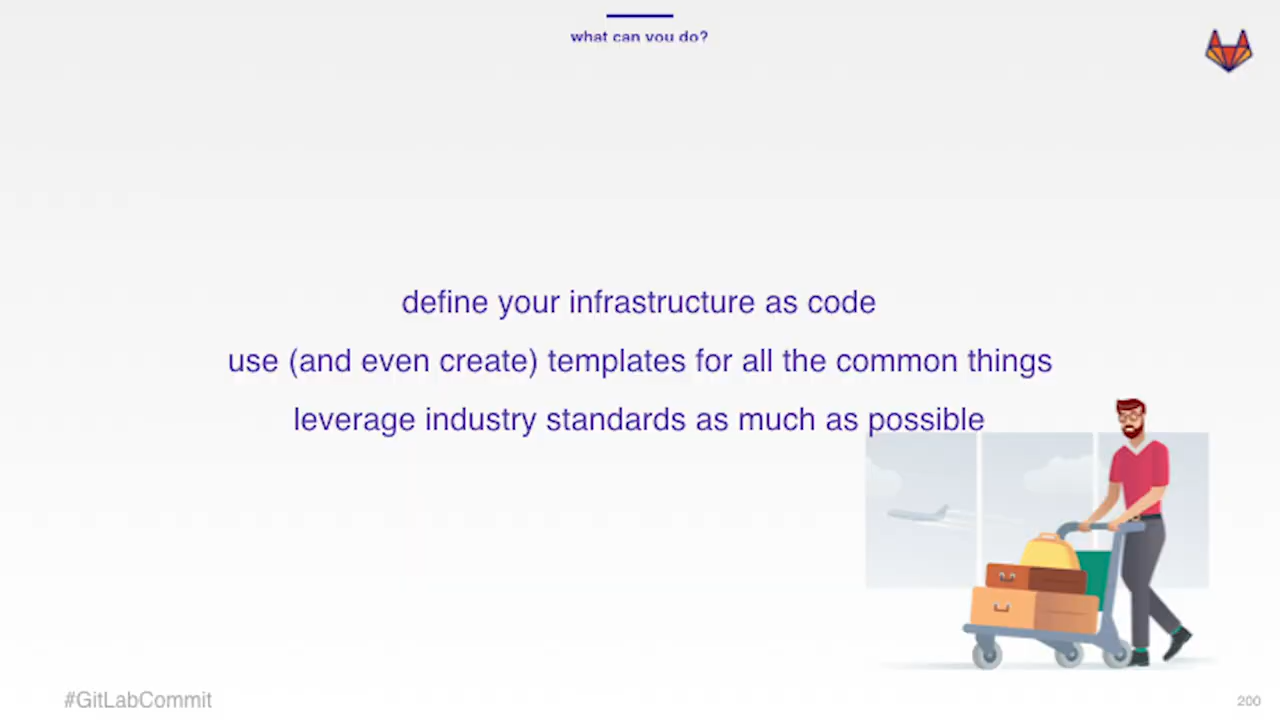 what can you do?
define your infrastructure as code
use (and even create) templates for all the common things
leverage industry standards as much as possible
#GitLabCommit
200